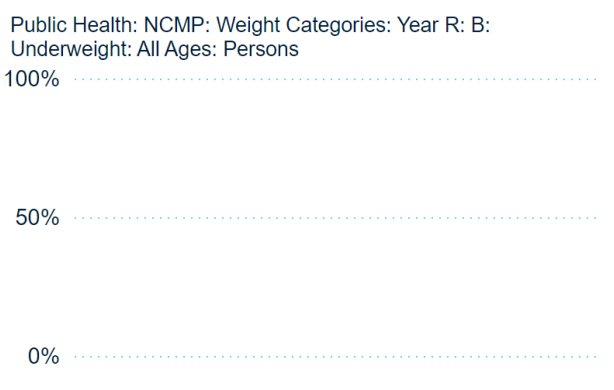 Public Health: NCMP: Weight Categories: Year R: B:
Underweight: All Ages: Persons
100%
50%
0%